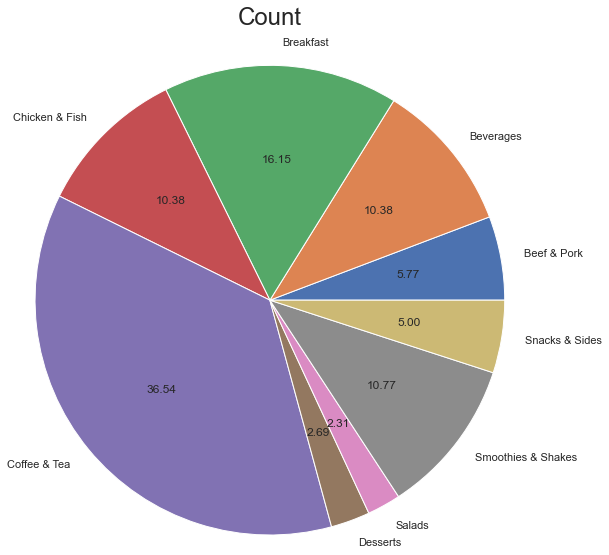 Count
Breakfast
Chicken & Fish
Beverages
16.15
10.38
10.38
Beef & Pork
5.77
5.00
Snacks & Sides
36.54
10.77
2.31
2.69
Coffee & Tea
Smoothies & Shakes
Salads
Desserts